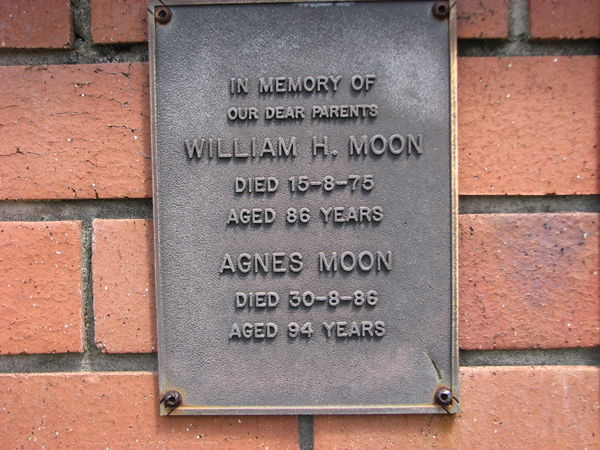 IN MEMORY OF
OUR DEAR PARENTS
WILLIAM H. MOON
DIED 15-8-75
AGED 86 YEARS
AGNES MOON
DIED 30-8-86
AGED 94 YEARS